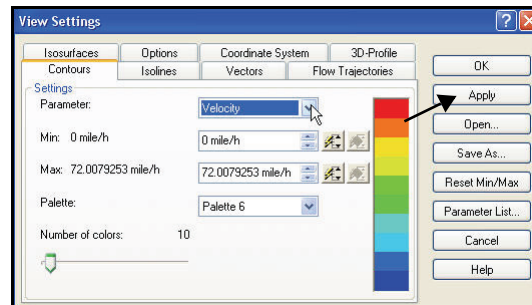 View Settings
Isosurfaces Options Coordinate System 3D-Profile
Contours Isolines Vectors Flow Trajectories
Settings
Parameter: Velocity
Min: 0 mile/h 0 mile/h
Max: 72.0079253 mile/h 72.0079253 mile/h
Palette: Palette 6
Number of colors: 10
OK
Apply
Open...
Save As...
Reset Min/Max
Parameter List...
Cancel
Help